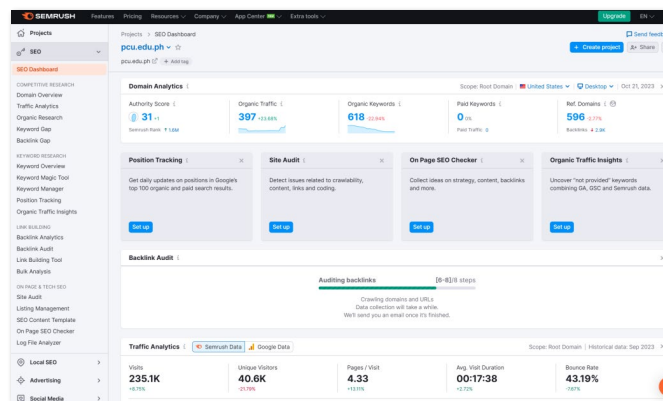 SEMRUSH Features Pricing Resources Company App Center Extra tools Upgrade EN
Projects
SEO
SEO Dashboard
COMPETITIVE RESEARCH
Domain Overview
Traffic Analytics
Organic Research
Keyword Gap
Backlink Gap
KEYWORD RESEARCH
Keyword Overview
Keyword Magic Tool
Keyword Manager
Position Tracking
Organic Traffic Insights
LINK BUILDING
Backlink Analytics
Backlink Audit
Link Building Tool
Bulk Analysis
ON PAGE & TECH SEO
Site Audit
Listing Management
SEO Content Template
On Page SEO Checker
Log File Analyzer
Local SEO
Advertising
Social Media
Projects > SEO Dashboard Send feedb
pcu.edu.ph + Create project Share
pcu.edu.ph + Add tag
Domain Analytics Scope: Root Domain United States Desktop Oct 21, 2023
Authority Score Organic Traffic Organic Keywords Paid Keywords Ref. Domains
31 +1 397 +23.68% 618 -22.84% 0 0% 596 -2.77%
Semrush Rank 1.6M Paid Traffic 0 Backlinks 2.9K
Position Tracking
Get daily updates on positions in Google's
top 100 organic and paid search results.
Set up
Site Audit
Detect issues related to crawlability,
content, links and coding.
Set up
On Page SEO Checker
Collect ideas on strategy, content, backlinks
and more.
Set up
Organic Traffic Insights
Uncover "not provided" keywords
combining GA, GSC and Semrush data.
Set up
Backlink Audit
Auditing backlinks [6-8]/8 steps
Crawling domains and URLs
Data collection will take a while.
We'll send you an email once it's finished.
Traffic Analytics Semrush Data Google Data Scope: Root Domain Historical data: Sep 2023
Visits Unique Visitors Pages / Visit Avg. Visit Duration Bounce Rate
235.1K 40.6K 4.33 00:17:38 43.19%
-21.79% +13.11% +2.72% -7.87%